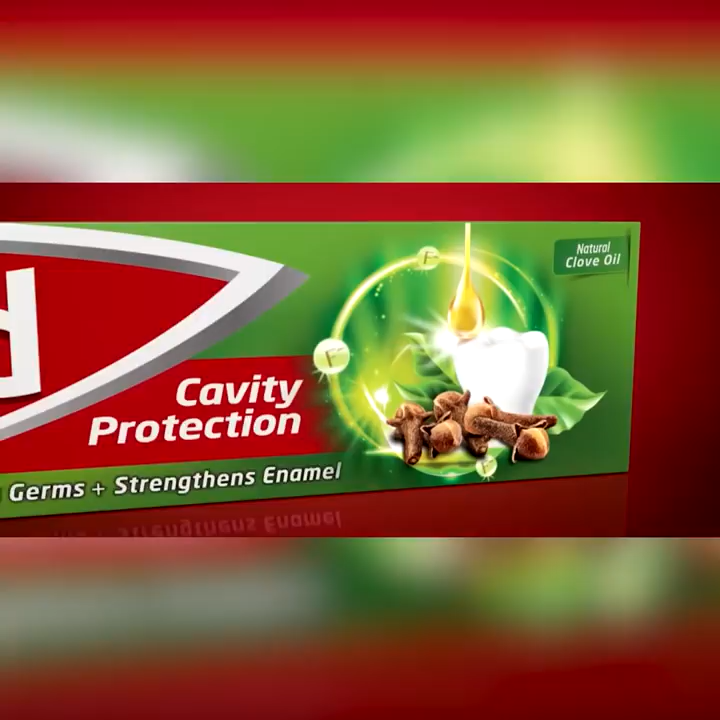 Natural
Clove Oil
d
F⁻
F⁻
F⁻
Cavity
Protection
Germs + Strengthens Enamel